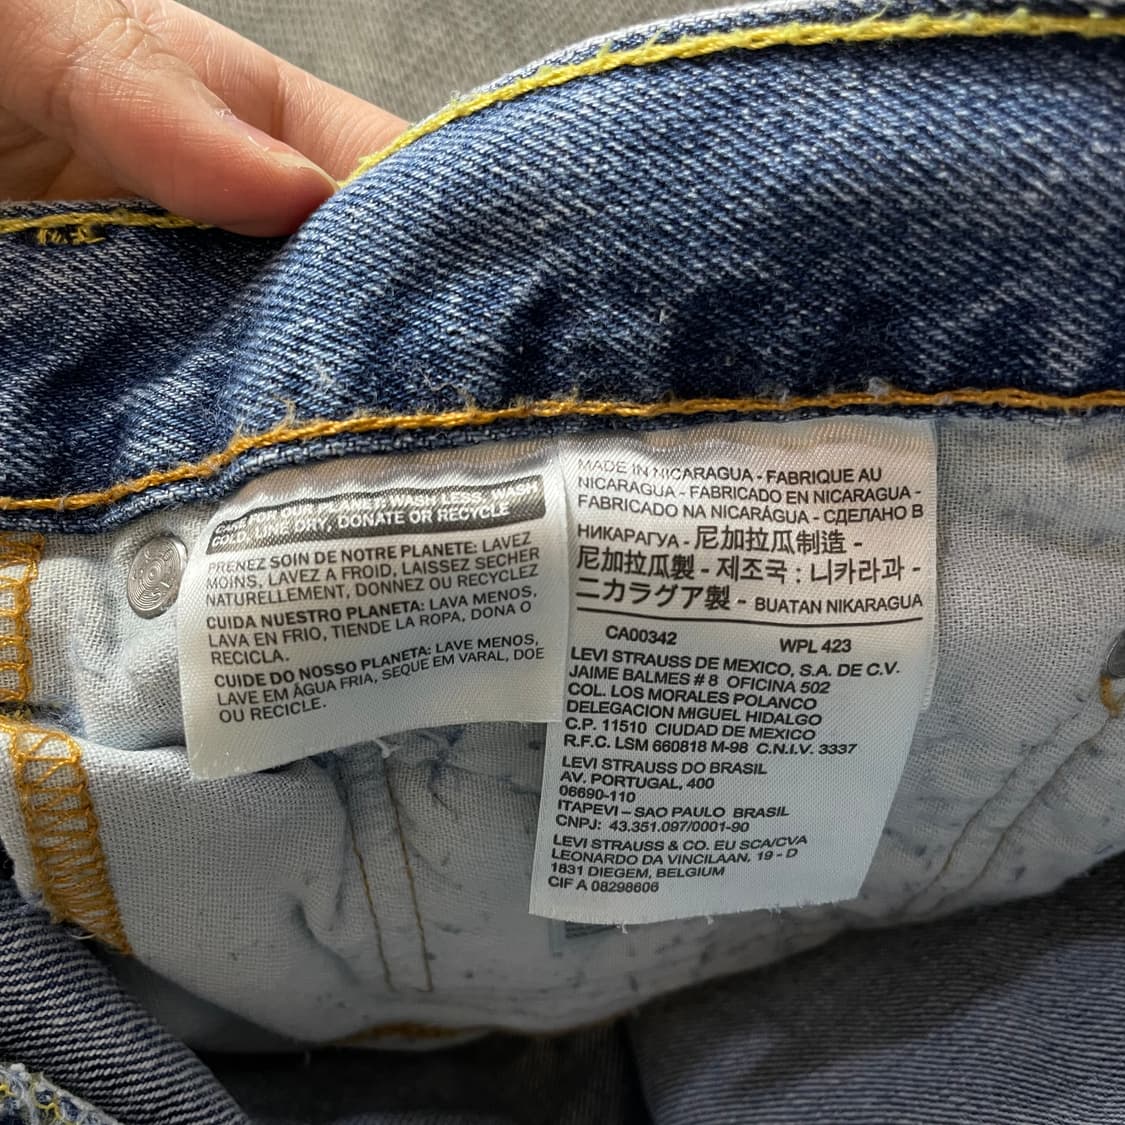 CARE FOR OUR PLANET: WASH LESS, WASH
COLD, LINE DRY, DONATE OR RECYCLE
PRENEZ SOIN DE NOTRE PLANETE: LAVEZ
MOINS, LAVEZ A FROID, LAISSEZ SECHER
NATURELLEMENT, DONNEZ OU RECYCLEZ
CUIDA NUESTRO PLANETA: LAVA MENOS,
LAVA EN FRIO, TIENDE LA ROPA, DONA O
RECICLA.
CUIDE DO NOSSO PLANETA: LAVE MENOS,
LAVE EM ÁGUA FRIA, SEQUE EM VARAL, DOE
OU RECICLE.
MADE IN NICARAGUA - FABRIQUE AU
NICARAGUA - FABRICADO EN NICARAGUA -
FABRICADO NA NICARÁGUA - СДЕЛАНО В
НИКАРАГУА - 尼加拉瓜制造 -
尼加拉瓜製 - 제조국 : 니카라과 -
ニカラグア製 - BUATAN NIKARAGUA
CA00342 WPL 423
LEVI STRAUSS DE MEXICO, S.A. DE C.V.
JAIME BALMES # 8 OFICINA 502
COL. LOS MORALES POLANCO
DELEGACION MIGUEL HIDALGO
C.P. 11510 CIUDAD DE MEXICO
R.F.C. LSM 660818 M-98 C.N.I.V. 3337
LEVI STRAUSS DO BRASIL
AV. PORTUGAL, 400
06690-110
ITAPEVI – SAO PAULO BRASIL
CNPJ: 43.351.097/0001-90
LEVI STRAUSS & CO. EU SCA/CVA
LEONARDO DA VINCILAAN, 19 - D
1831 DIEGEM, BELGIUM
CIF A 08298606